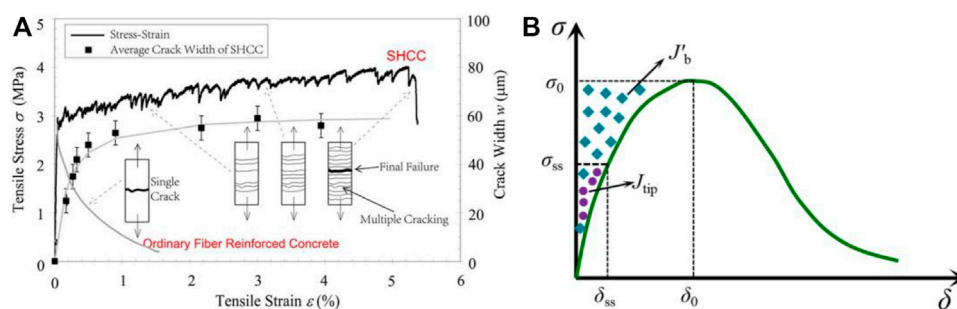 A
Tensile Stress σ (MPa)
5
4
3
2
1
0
Stress-Strain
Average Crack Width of SHCC
SHCC
Single
Crack
Final Failure
Multiple Cracking
Ordinary Fiber Reinforced Concrete
0 1 2 3 4 5 6
Tensile Strain ε (%)
100
80
60
40
20
0
Crack Width w (μm)
B
σ
σ0
σss
J'b
Jtip
δss
δ0
δ